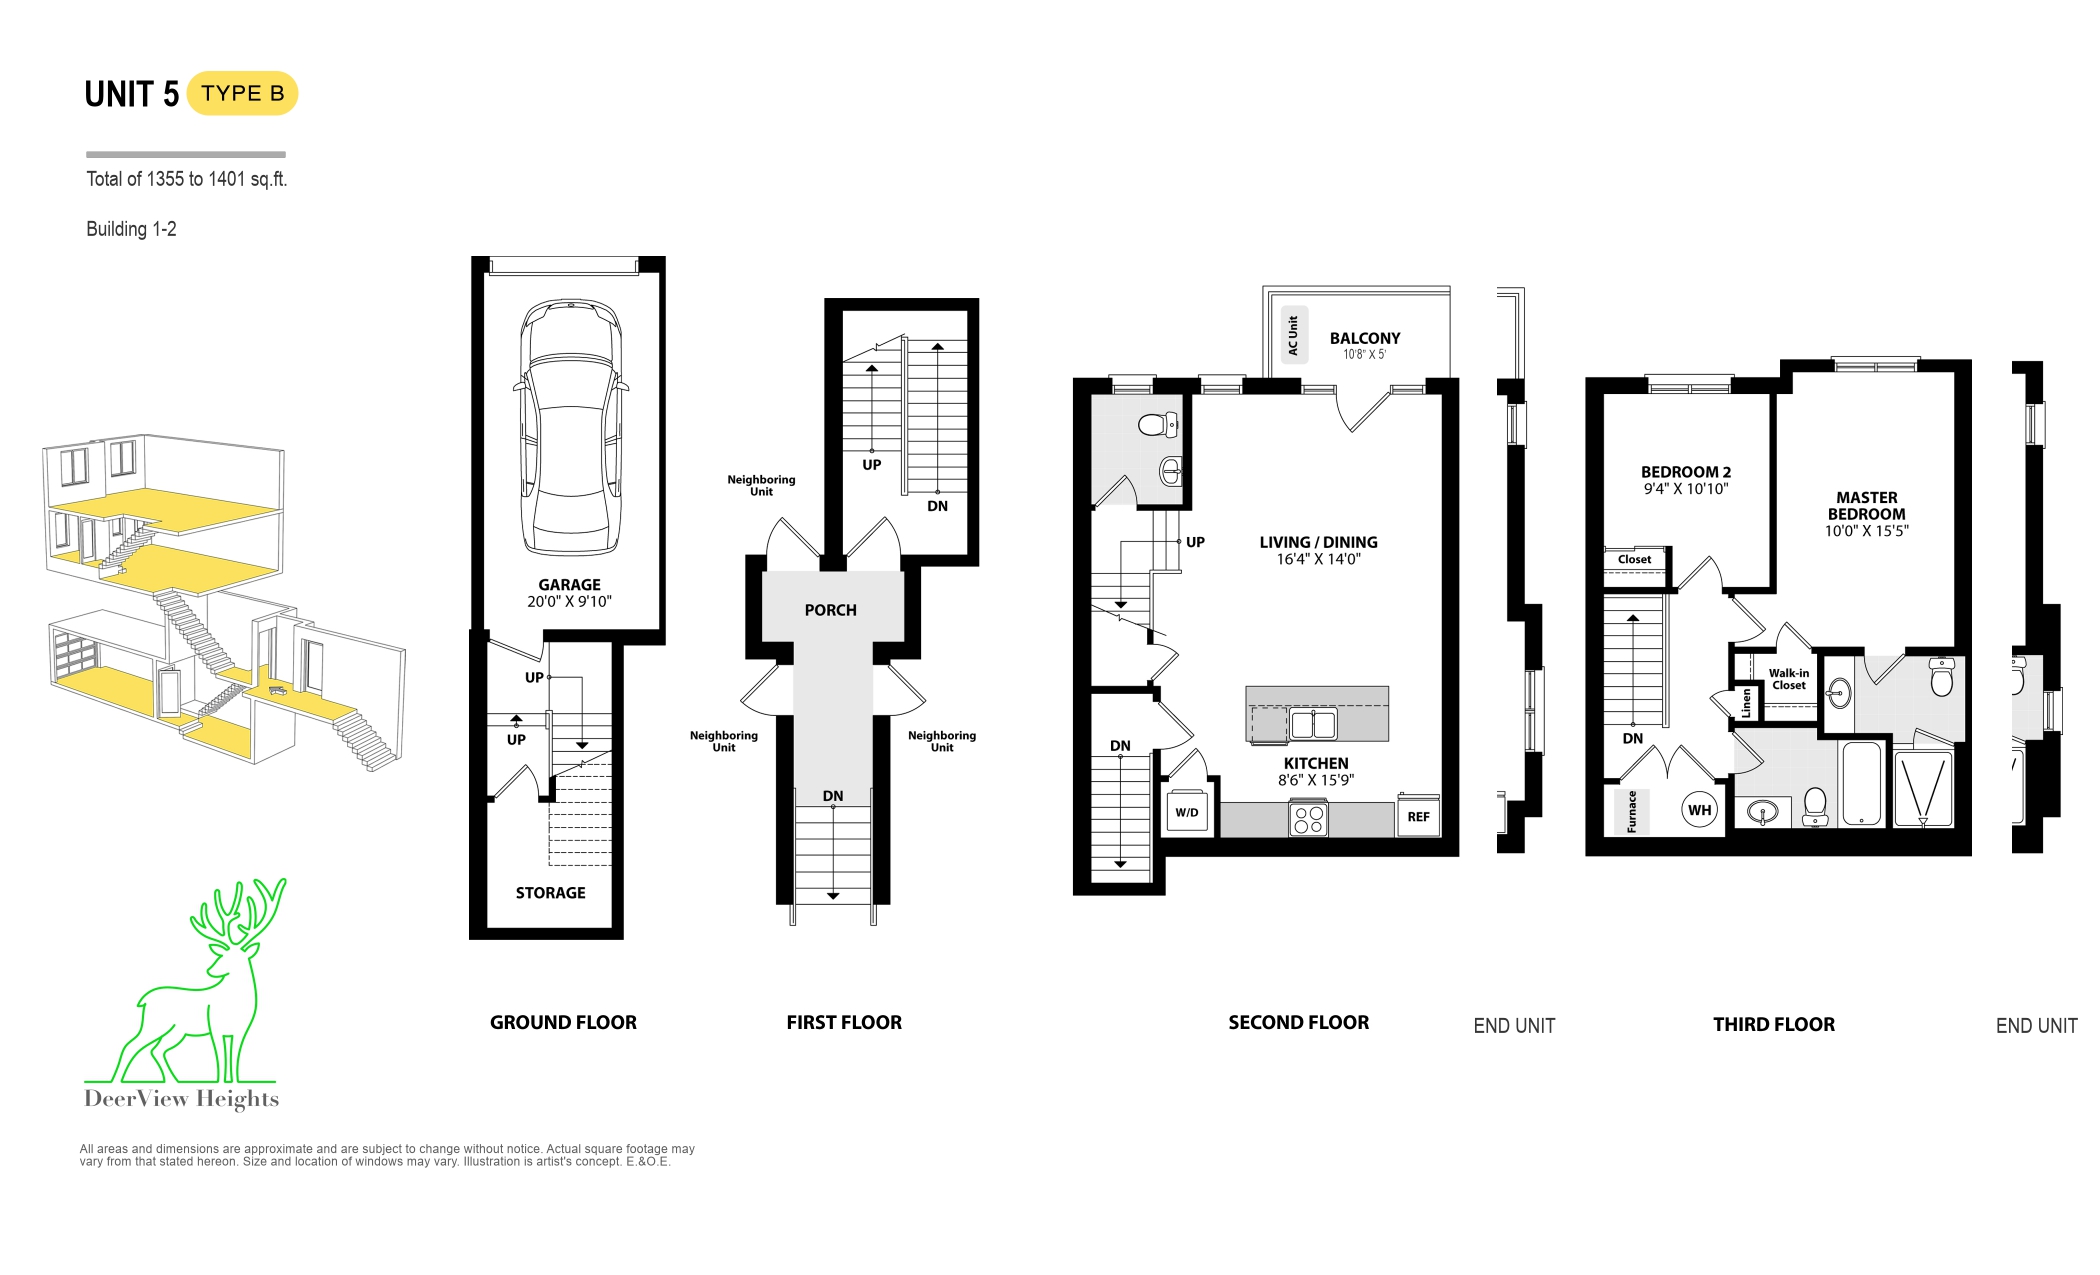 UNIT 5 TYPE B
Total of 1355 to 1401 sq.ft.
Building 1-2
GARAGE
20'0" X 9'10"
UP
UP
STORAGE
GROUND FLOOR
UP
DN
Neighboring
Unit
PORCH
Neighboring
Unit
Neighboring
Unit
DN
FIRST FLOOR
AC Unit
BALCONY
10'8" X 5'
UP
LIVING / DINING
16'4" X 14'0"
DN
KITCHEN
8'6" X 15'9"
W/D
REF
SECOND FLOOR
END UNIT
BEDROOM 2
9'4" X 10'10"
MASTER
BEDROOM
10'0" X 15'5"
Closet
Walk-in
Closet
Linen
DN
Furnace
WH
THIRD FLOOR
END UNIT
DeerView Heights
All areas and dimensions are approximate and are subject to change without notice. Actual square footage may
vary from that stated hereon. Size and location of windows may vary. Illustration is artist's concept. E.&O.E.